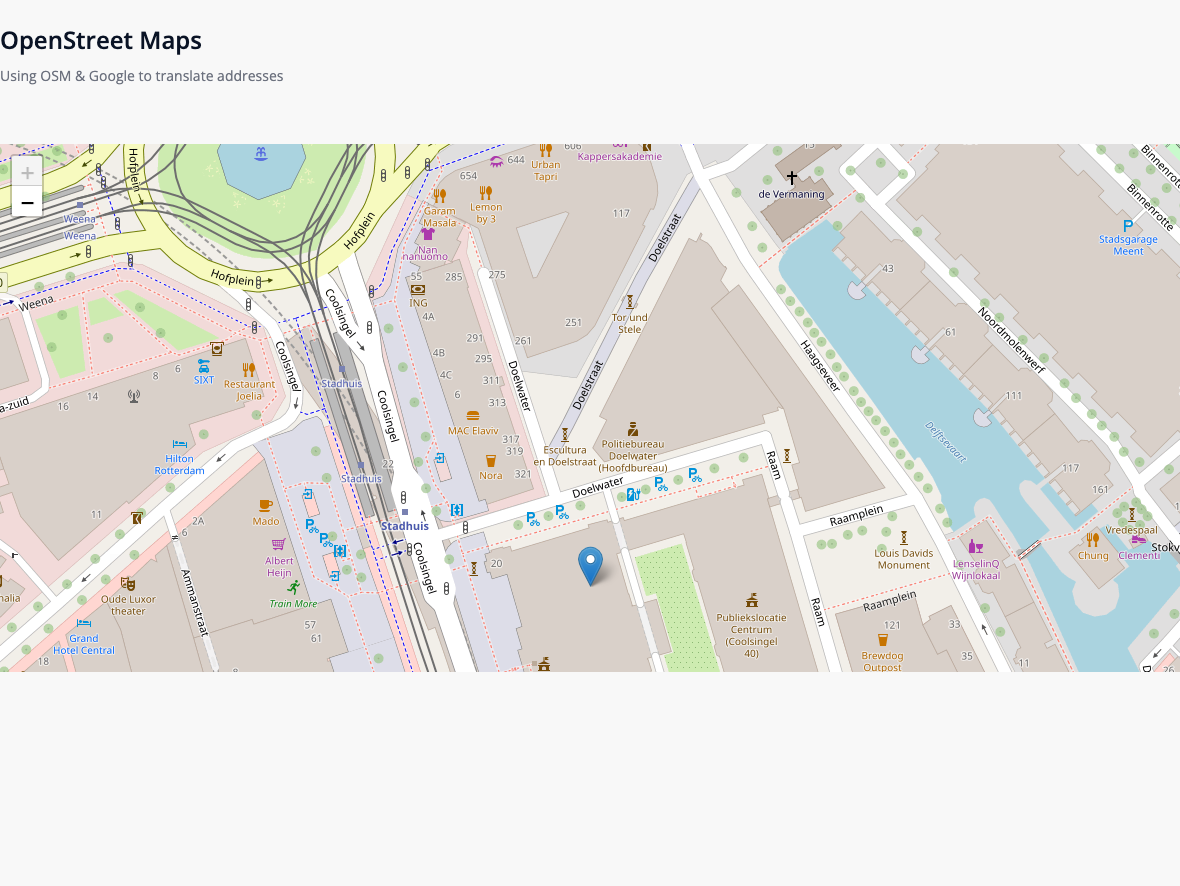 OpenStreet Maps
Using OSM & Google to translate addresses
+
−
Hofplein
Weena
Weena
Weena
Hofplein
Hofplein
644
606
Kappersakademie
Urban
Tapri
654
Garam
Masala
Lemon
by 3
117
Nan
nanuomo
55
285
275
ING
4A
Coolsingel
de Vermaning
Binnenrotte
Binnenrotte
Stadsgarage
Meent
43
61
Noordmolenwerf
Doelstraat
Tor und
Stele
251
261
291
4B
295
4C
311
6
313
Doelwater
Doelstraat
Haagseveer
111
Delftsevaart
117
161
SIXT
8
6
Restaurant
Joelia
Coolsingel
Stadhuis
Coolsingel
a-zuid
16
14
MAC Elaviv
317
319
321
Nora
Escultura
en Doelstraat
Politiebureau
Doelwater
(Hoofdbureau)
Raam
Hilton
Rotterdam
Stadhuis
22
Doelwater
Stadhuis
Raamplein
11
2A
6
Mado
Albert
Heijn
Train More
Coolsingel
20
Louis Davids
Monument
LenselinQ
Wijnlokaal
Vredespaal
Chung
Clementi
Stokv
Ammanstraat
Oude Luxor
theater
nalia
Grand
Hotel Central
18
57
61
Publiekslocatie
Centrum
(Coolsingel
40)
Raam
Raamplein
121
33
Brewdog
Outpost
35
11
26